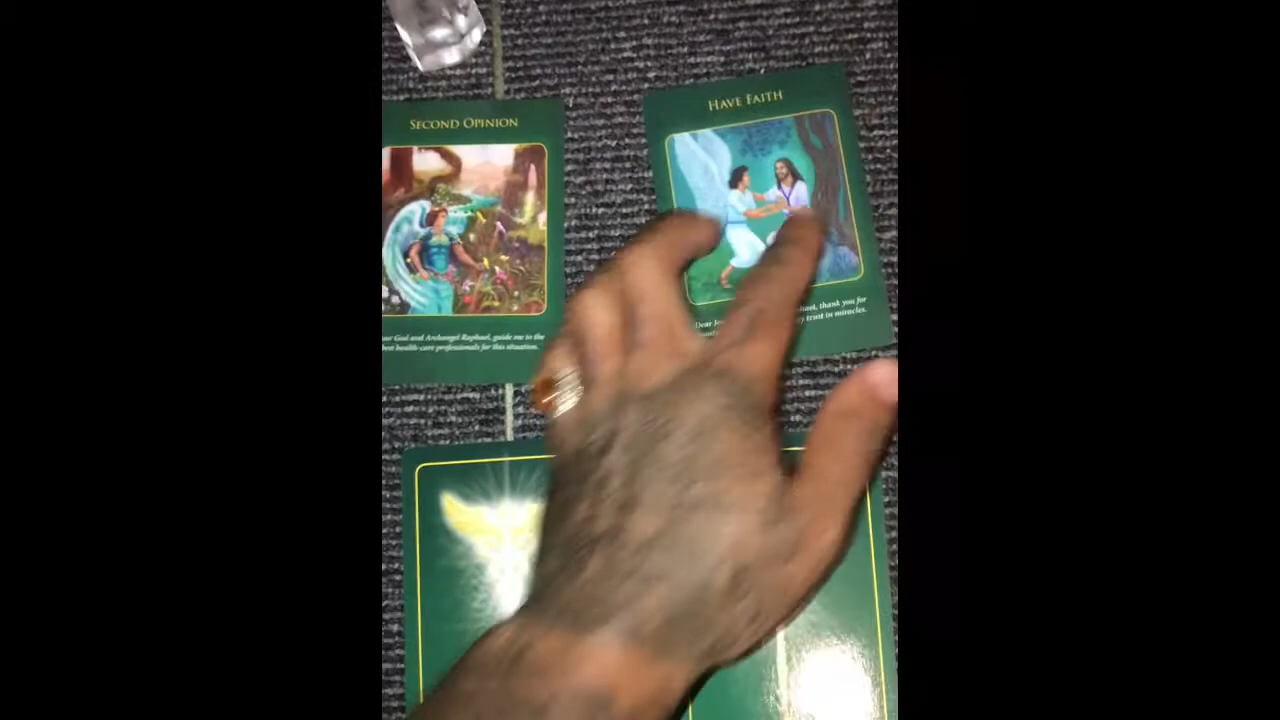 SECOND OPINION
HAVE FAITH
God and Archangel Raphael, guide me to the
best health-care professionals for this situation.
Dear
thank you for
trust in miracles.